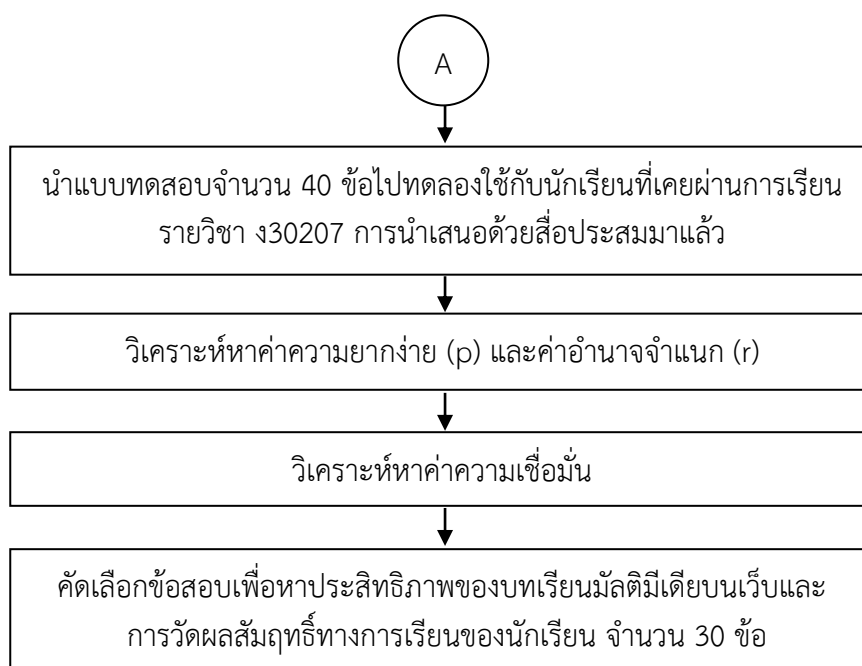 A
นำแบบทดสอบจำนวน 40 ข้อไปทดลองใช้กับนักเรียนที่เคยผ่านการเรียน
รายวิชา ง30207 การนำเสนอด้วยสื่อประสมมาแล้ว
วิเคราะห์หาค่าความยากง่าย (p) และค่าอำนาจจำแนก (r)
วิเคราะห์หาค่าความเชื่อมั่น
คัดเลือกข้อสอบเพื่อหาประสิทธิภาพของบทเรียนมัลติมีเดียบนเว็บและ
การวัดผลสัมฤทธิ์ทางการเรียนของนักเรียน จำนวน 30 ข้อ